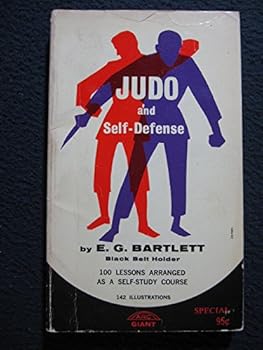 JUDO
and
Self-Defense
by E. G. BARTLETT
Black Belt Holder
100 LESSONS ARRANGED
AS A SELF-STUDY COURSE
142 ILLUSTRATIONS
SPECIAL
95¢
GIANT